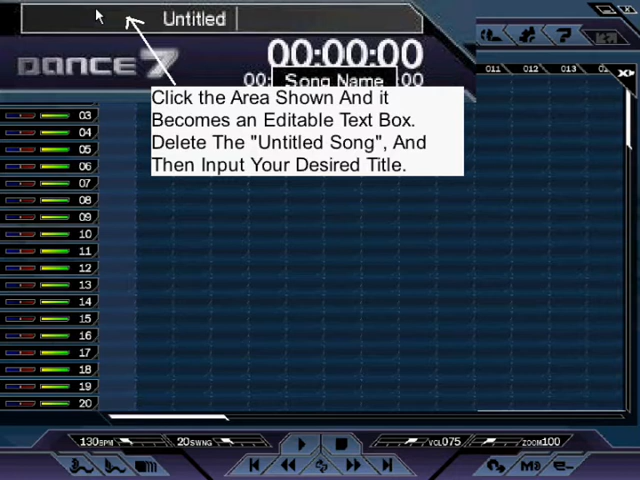 Untitled
DANCE 7
00:00:00
00: Song Name :00
011 012 013
Click the Area Shown And it
Becomes an Editable Text Box.
Delete The "Untitled Song", And
Then Input Your Desired Title.
03
04
05
06
07
08
09
10
11
12
13
14
15
16
17
18
19
20
130BPM 20SWNG VOL075 ZOOM100